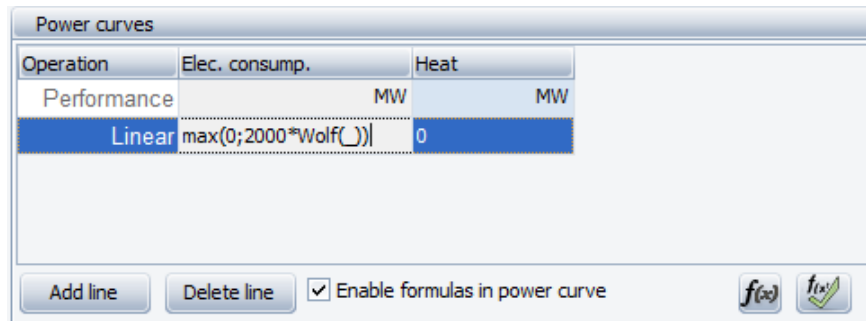 Power curves
Operation Elec. consump. Heat
Performance MW MW
Linear max(0;2000*Wolf(_)) 0
Add line Delete line Enable formulas in power curve f(x) f(x)